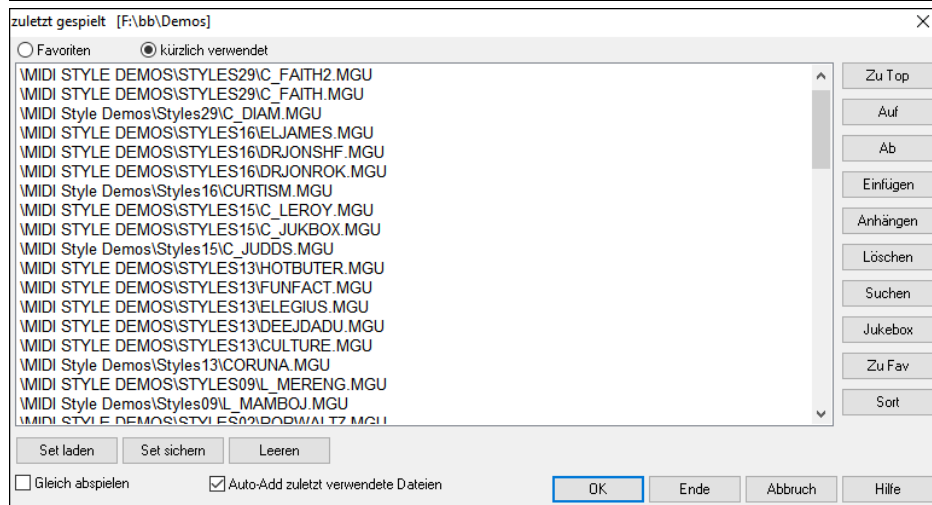 zuletzt gespielt [F:\bb\Demos]
Favoriten kürzlich verwendet
\MIDI STYLE DEMOS\STYLES29\C_FAITH2.MGU
\MIDI STYLE DEMOS\STYLES29\C_FAITH.MGU
\MIDI Style Demos\Styles29\C_DIAM.MGU
\MIDI STYLE DEMOS\STYLES16\ELJAMES.MGU
\MIDI STYLE DEMOS\STYLES16\DRJONSHF.MGU
\MIDI STYLE DEMOS\STYLES16\DRJONROK.MGU
\MIDI Style Demos\Styles16\CURTISM.MGU
\MIDI STYLE DEMOS\STYLES15\C_LEROY.MGU
\MIDI STYLE DEMOS\STYLES15\C_JUKBOX.MGU
\MIDI Style Demos\Styles15\C_JUDDS.MGU
\MIDI STYLE DEMOS\STYLES13\HOTBUTER.MGU
\MIDI STYLE DEMOS\STYLES13\FUNFACT.MGU
\MIDI STYLE DEMOS\STYLES13\ELEGIUS.MGU
\MIDI STYLE DEMOS\STYLES13\DEEJDADU.MGU
\MIDI STYLE DEMOS\STYLES13\CULTURE.MGU
\MIDI Style Demos\Styles13\CORUNA.MGU
\MIDI STYLE DEMOS\STYLES09\L_MERENG.MGU
\MIDI Style Demos\Styles09\L_MAMBOJ.MGU
\MIDI STYLE DEMOS\STYLES02\POPWALTZ.MGU
Zu Top
Auf
Ab
Einfügen
Anhängen
Löschen
Suchen
Jukebox
Zu Fav
Sort
Set laden Set sichern Leeren
Gleich abspielen Auto-Add zuletzt verwendete Dateien
OK Ende Abbruch Hilfe